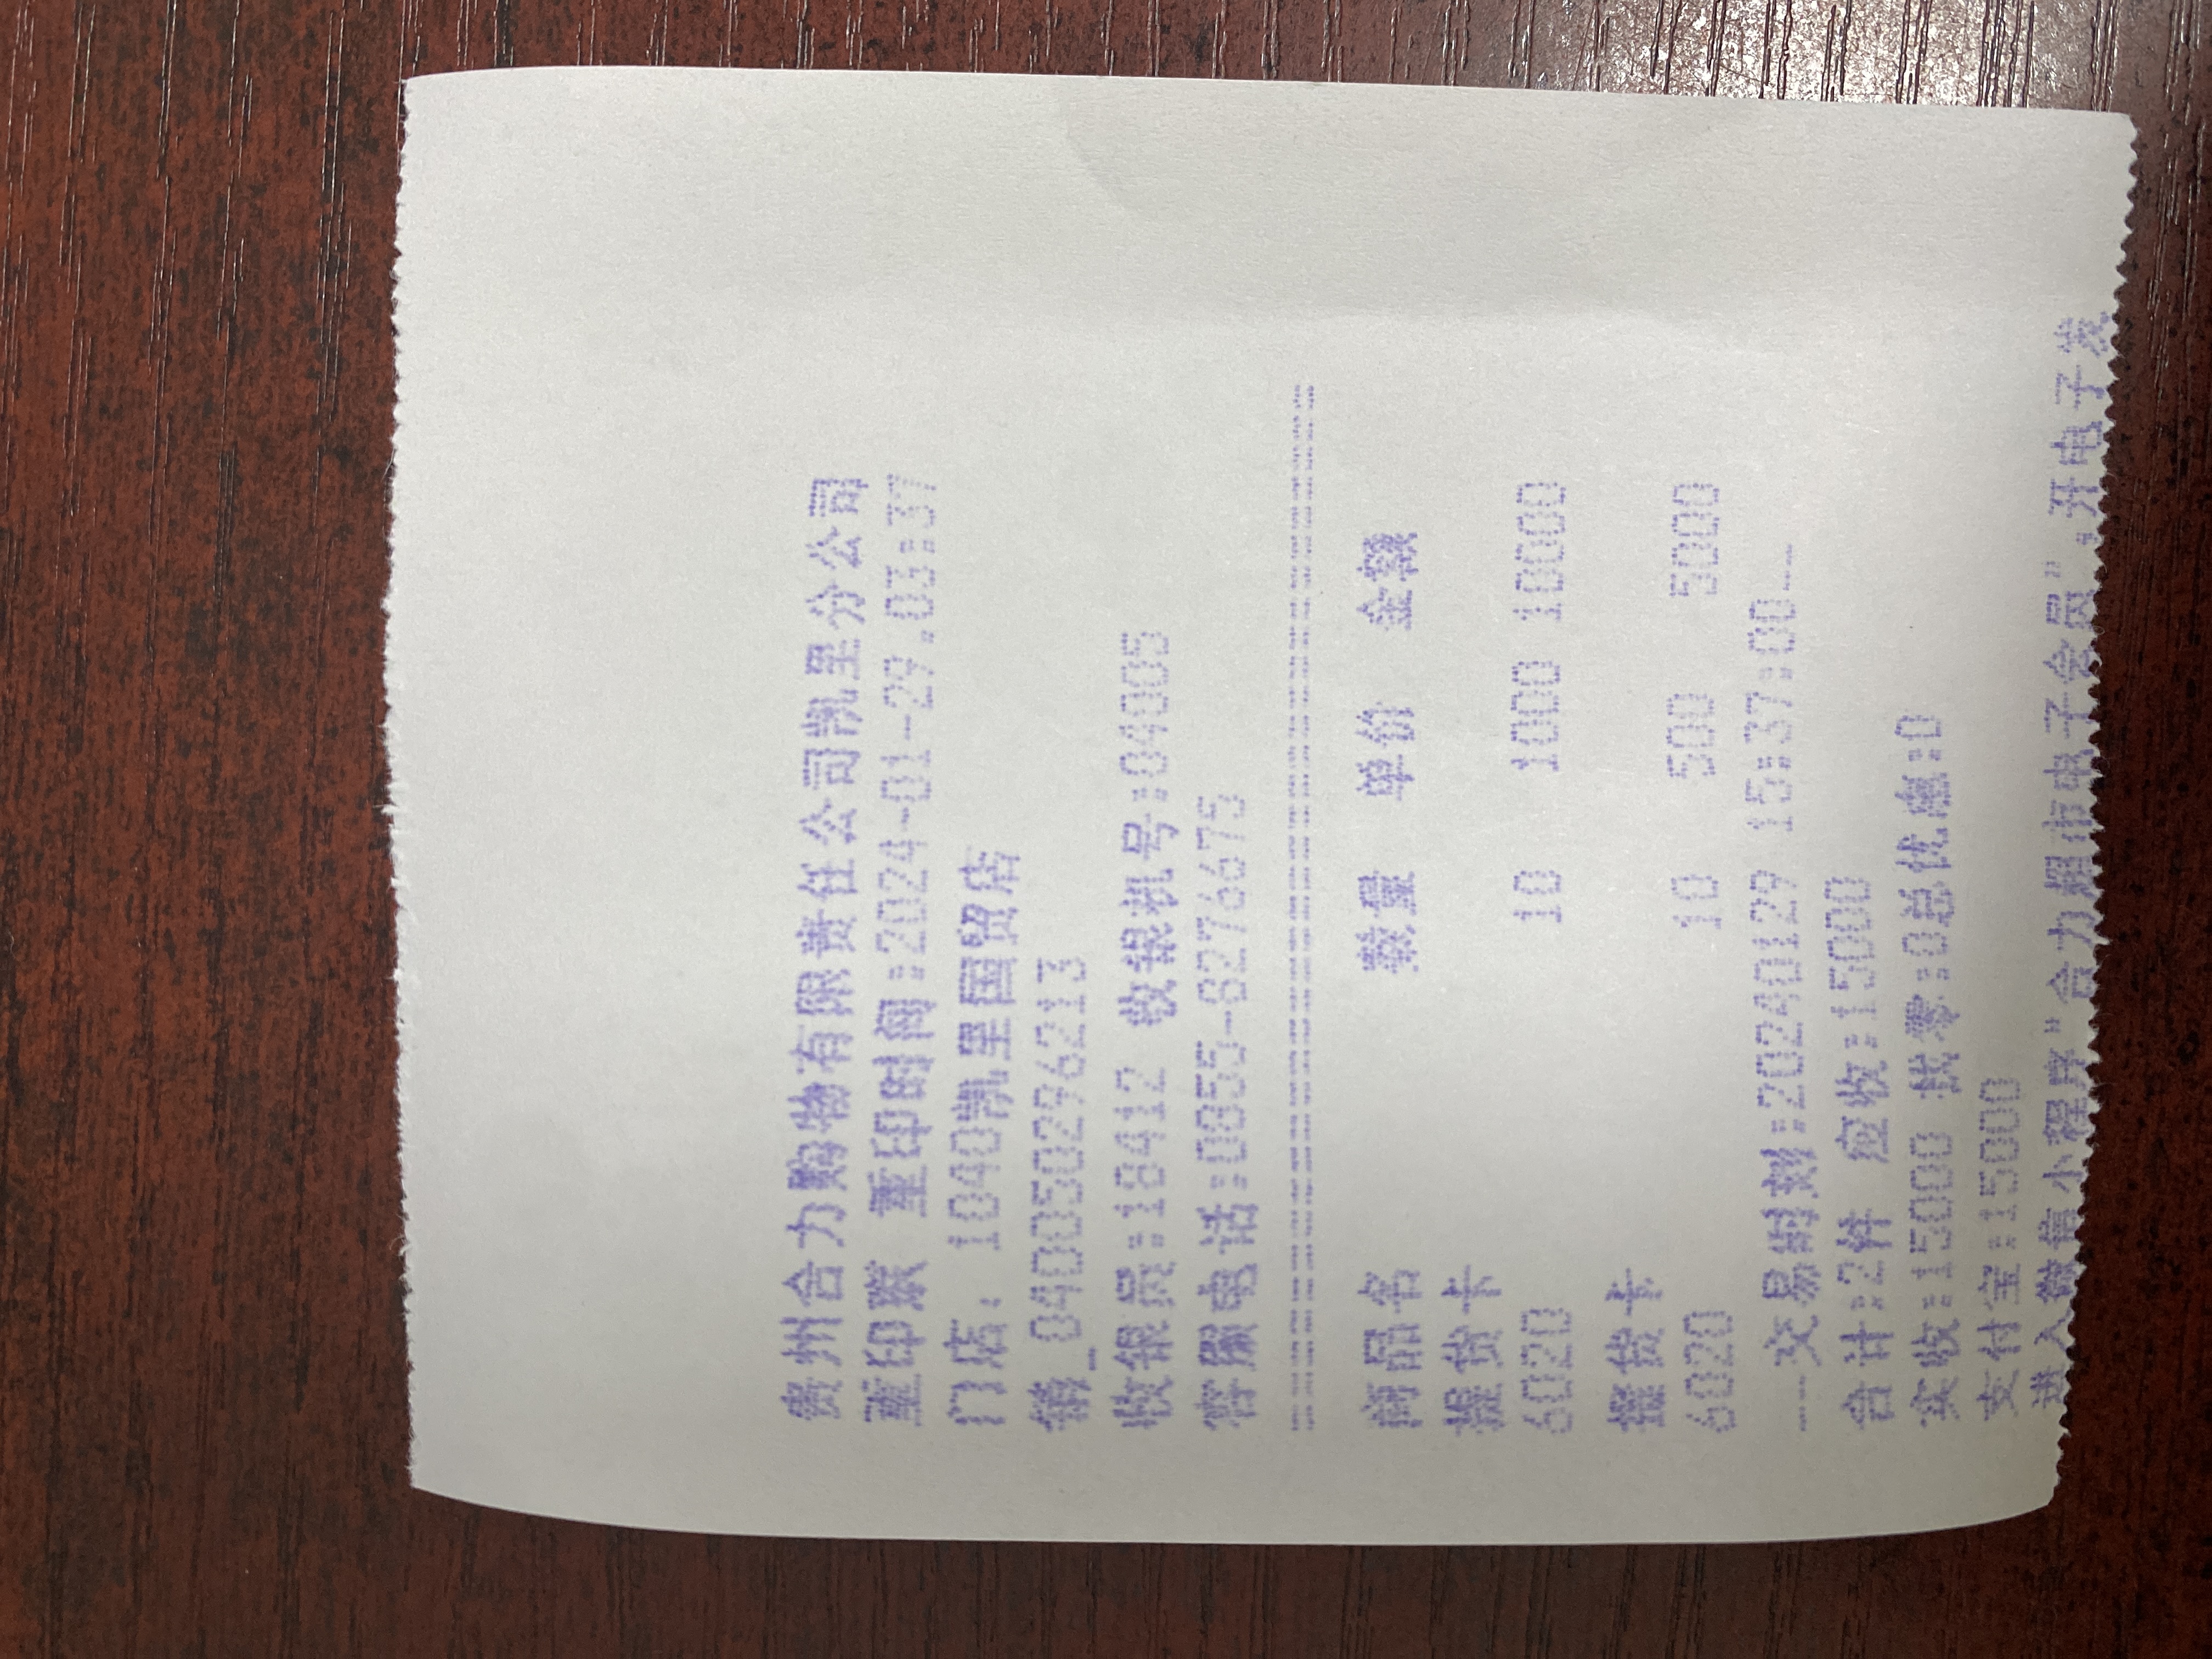 贵州合力购物有限责任公司凯里分公司
重印联 重印时间:2024-01-29.03:37
门店: 1040凯里国贸店
销_040050296213
收银员:18412 收银机号:04005
客服电话:0855-8276675
========================================
商品名 数量 单价 金额
提货卡
6020 10 1000 10000
提货卡
6020 10 500 5000
---交易时刻:20240129 15:37:00---
合计:2件 应收:15000
实收:15000 找零:0总优惠:0
支付宝:15000
进入微信小程序"合力超市电子会员",开电子发